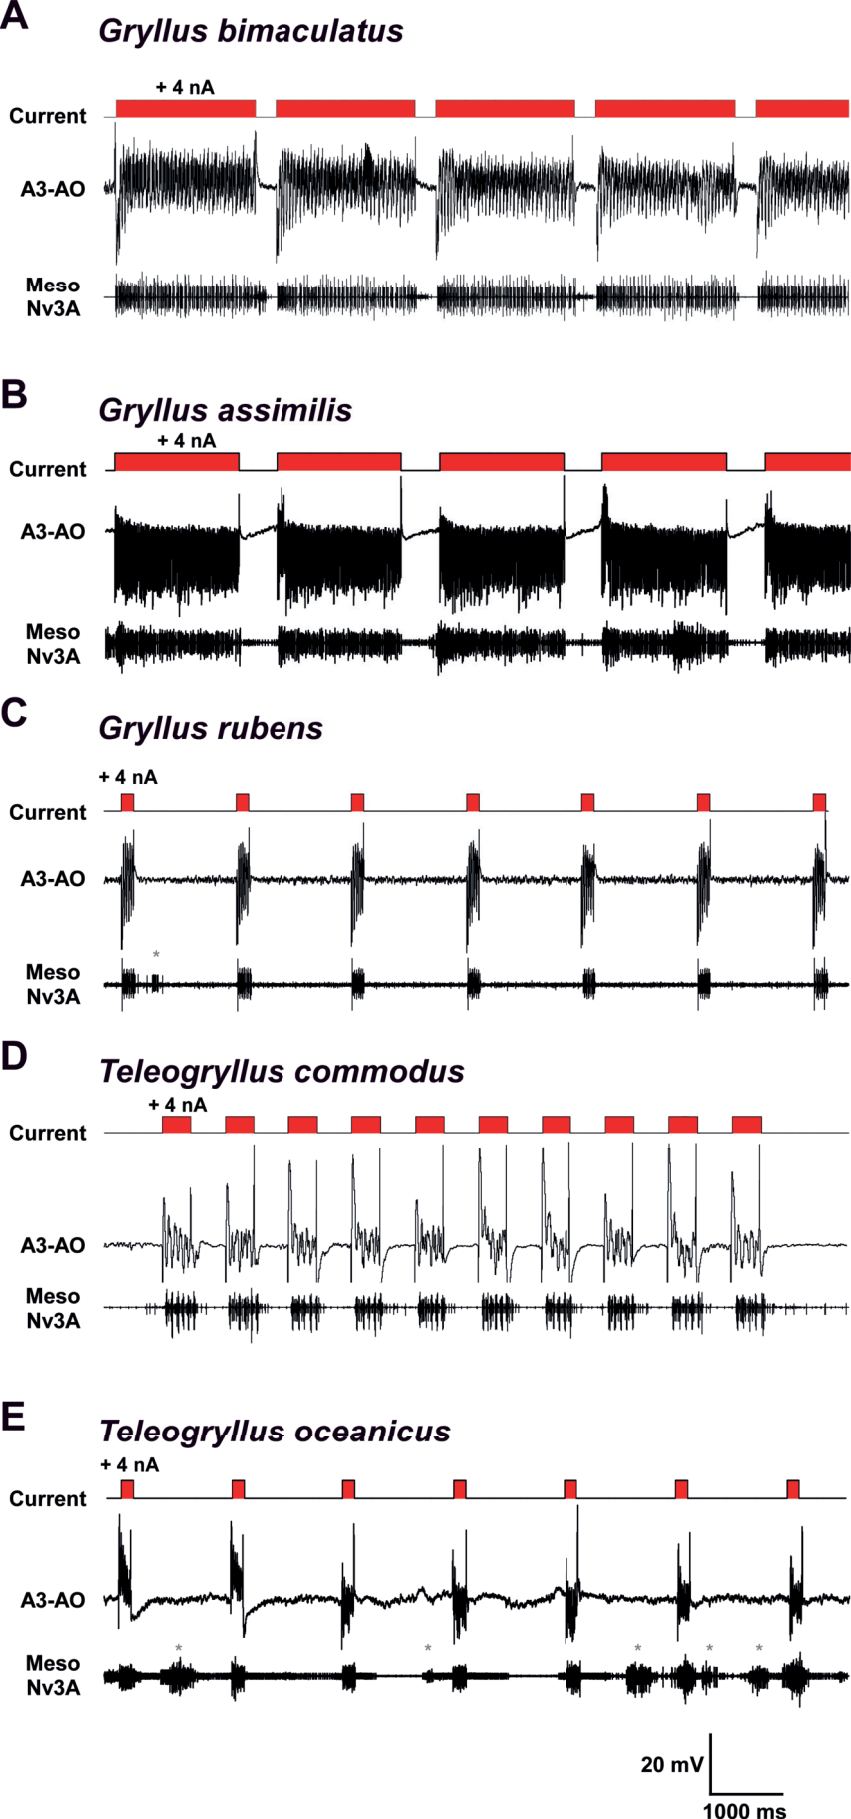 A
Gryllus bimaculatus
+ 4 nA
Current
A3-AO
Meso
Nv3A
B
Gryllus assimilis
+ 4 nA
Current
A3-AO
Meso
Nv3A
C
Gryllus rubens
+ 4 nA
Current
A3-AO
*
Meso
Nv3A
D
Teleogryllus commodus
+ 4 nA
Current
A3-AO
Meso
Nv3A
E
Teleogryllus oceanicus
+ 4 nA
Current
A3-AO
* * * * *
Meso
Nv3A
20 mV
1000 ms